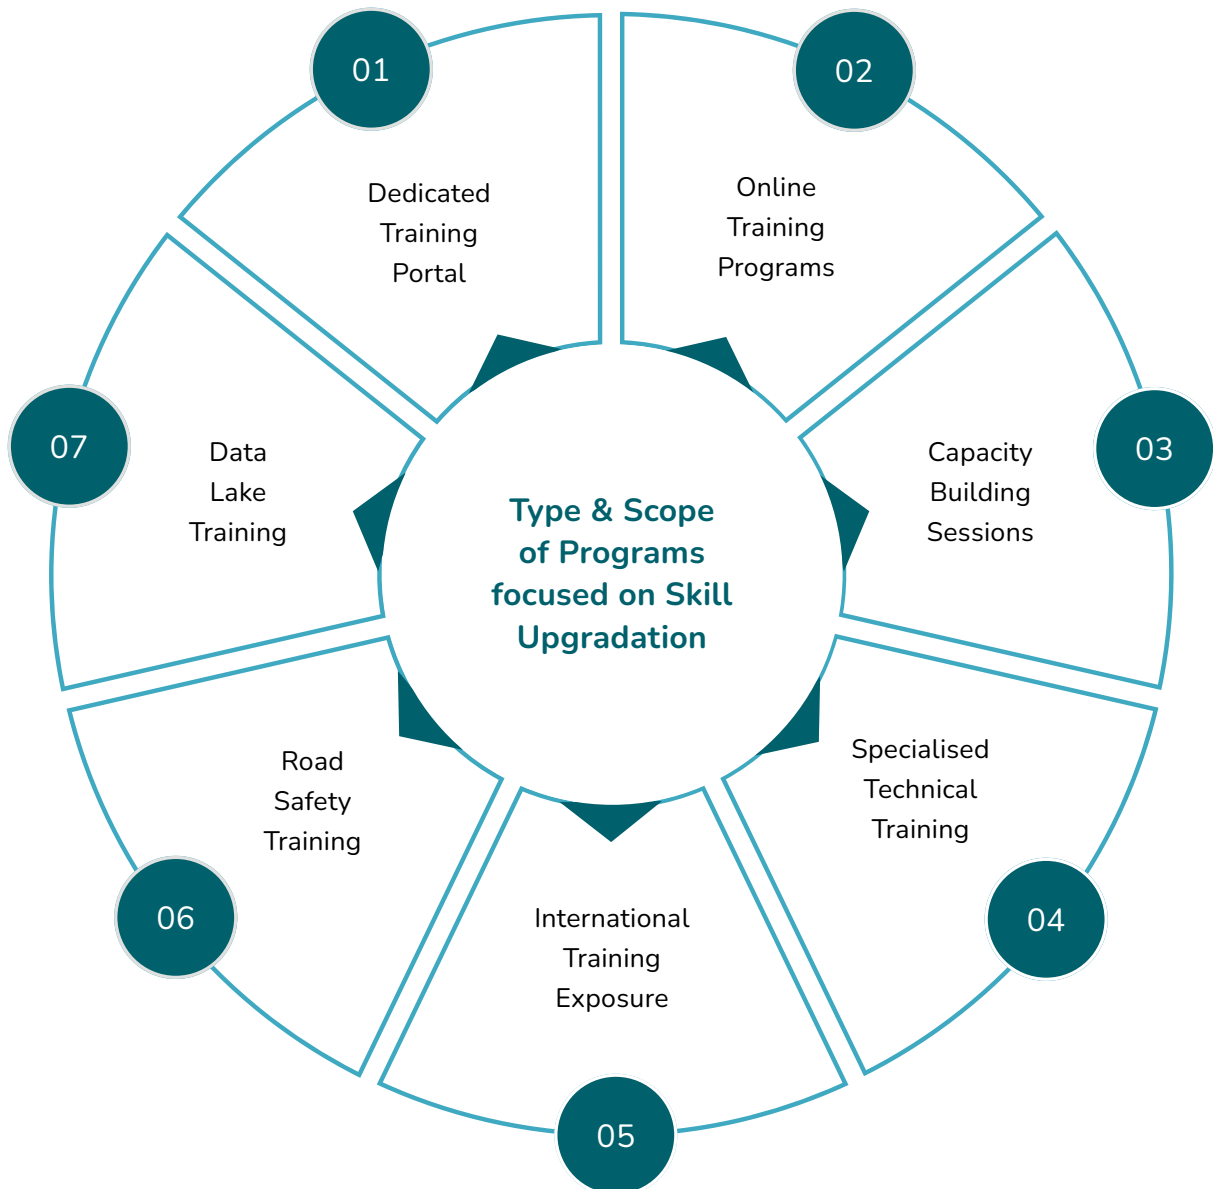 Type & Scope
of Programs
focused on Skill
Upgradation
01
Dedicated
Training
Portal
02
Online
Training
Programs
03
Capacity
Building
Sessions
04
Specialised
Technical
Training
05
International
Training
Exposure
06
Road
Safety
Training
07
Data
Lake
Training